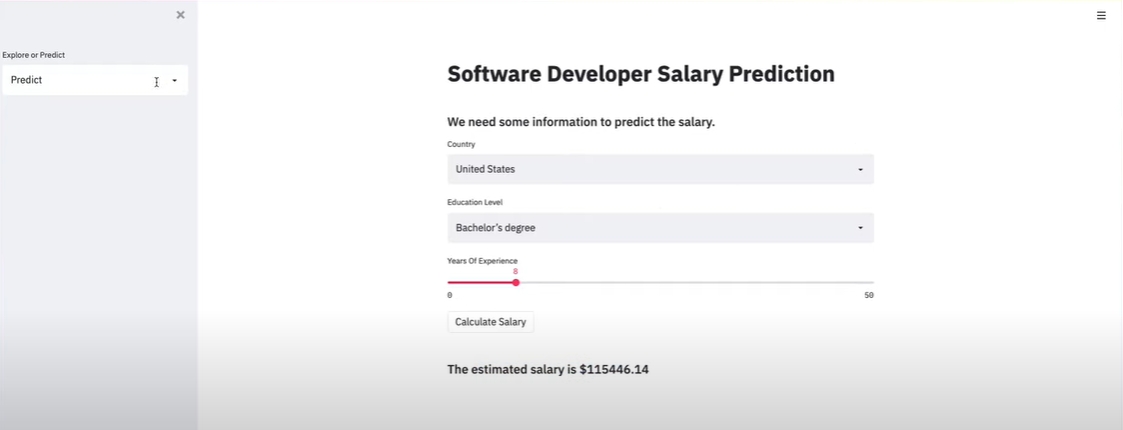 Explore or Predict
Predict
Software Developer Salary Prediction
We need some information to predict the salary.
Country
United States
Education Level
Bachelor's degree
Years Of Experience
8
0 50
Calculate Salary
The estimated salary is $115446.14